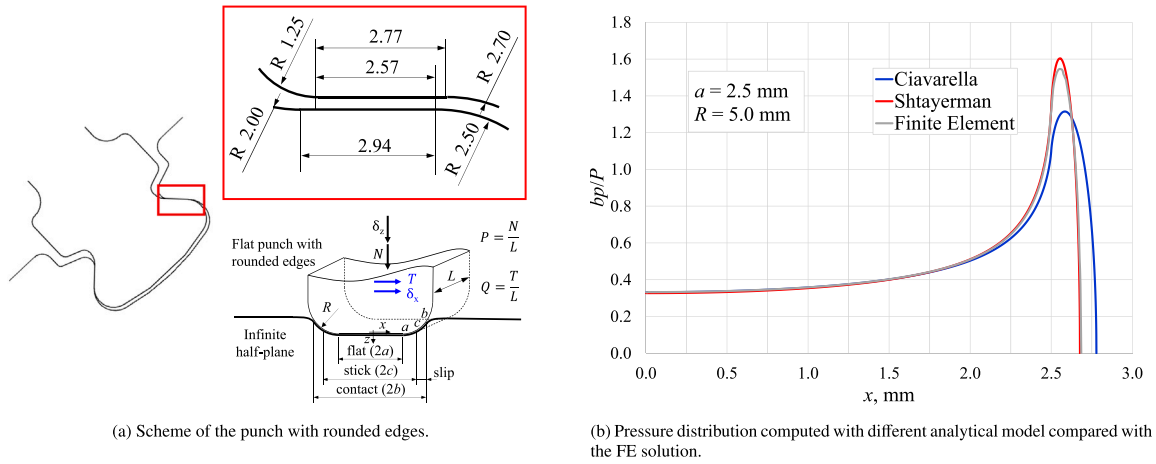 R 1.25
2.77
2.57
R 2.70
R 2.00
2.94
R 2.50
δz
N
Flat punch with
rounded edges
P = N/L
T
δx
L
Q = T/L
R
b
c
x
a
z
Infinite
half-plane
flat (2a)
stick (2c)
slip
contact (2b)
(a) Scheme of the punch with rounded edges.
bp/P
1.8
1.6
1.4
1.2
1.0
0.8
0.6
0.4
0.2
0.0
a = 2.5 mm
R = 5.0 mm
Ciavarella
Shtayerman
Finite Element
0.0 0.5 1.0 1.5 2.0 2.5 3.0
x, mm
(b) Pressure distribution computed with different analytical model compared with
the FE solution.